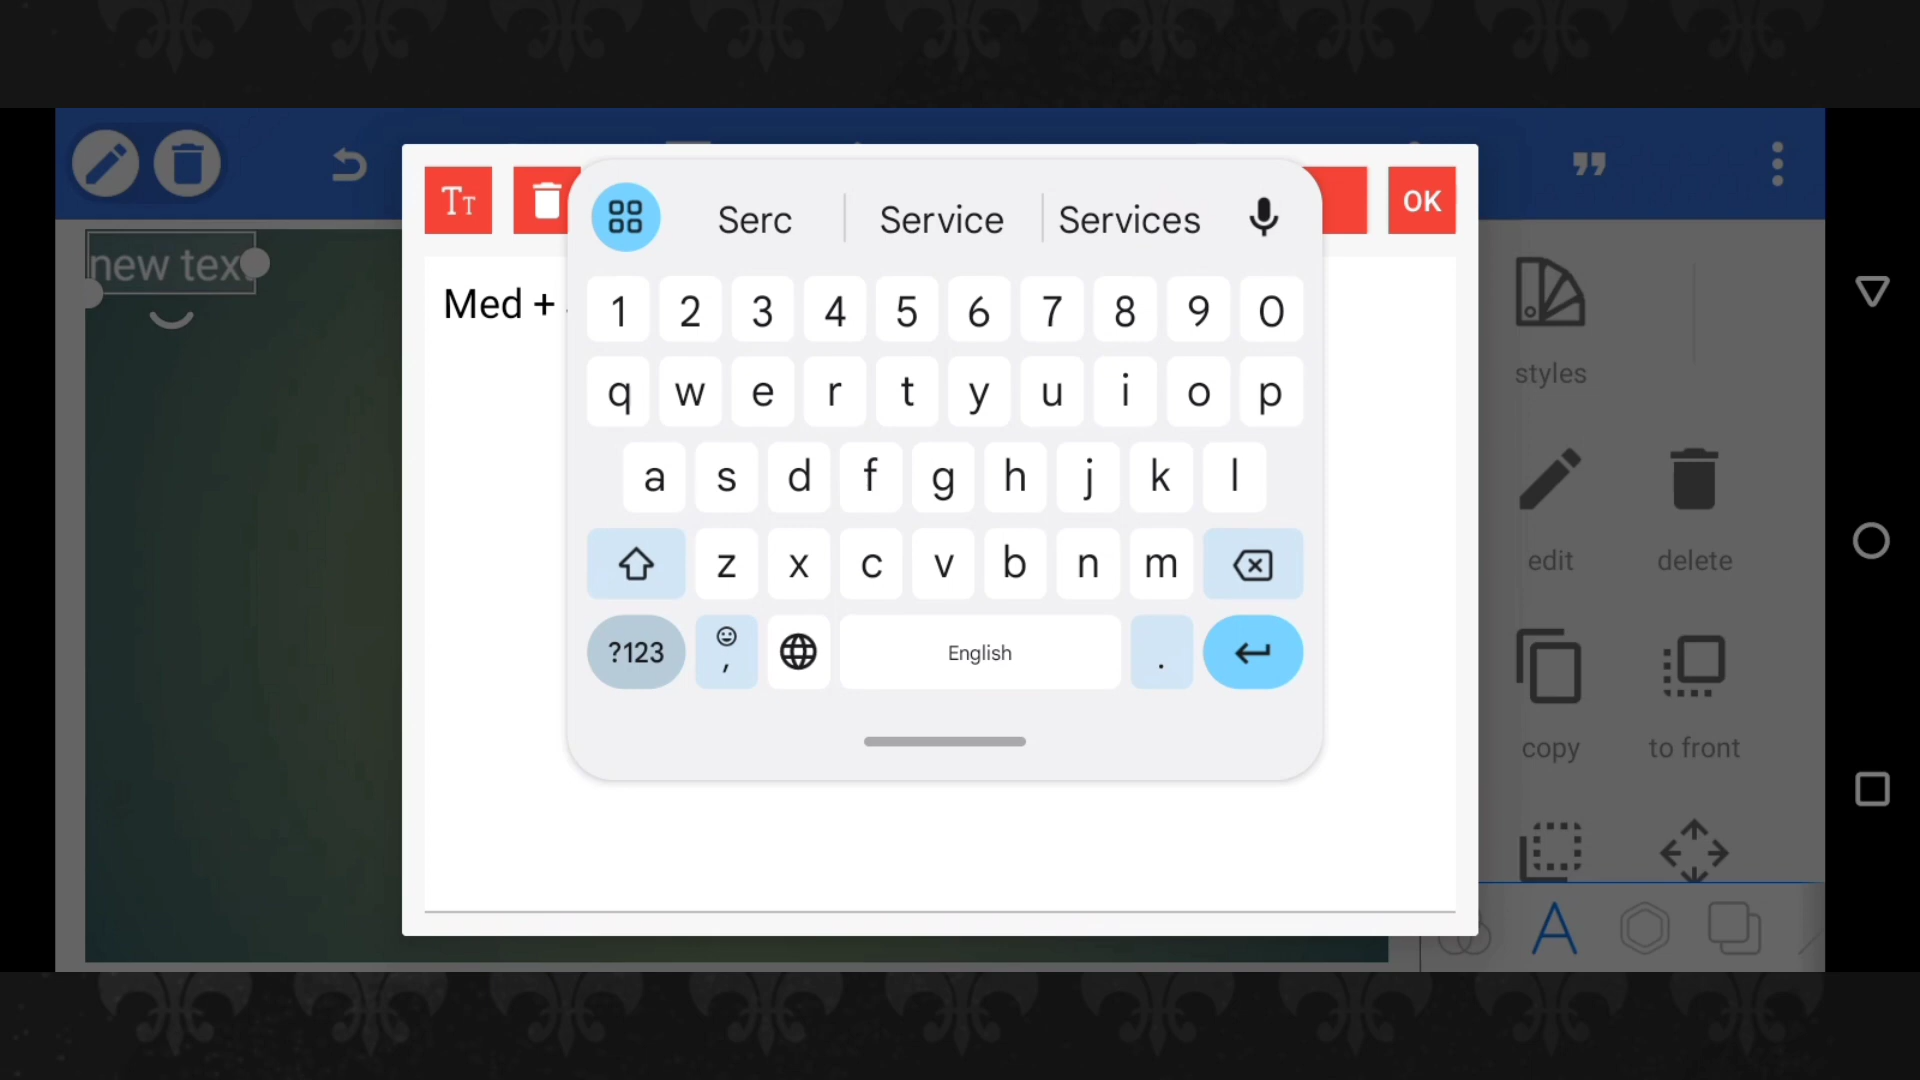 new tex
Tт
OK
Serc
Service
Services
Med +
1 2 3 4 5 6 7 8 9 0
q w e r t y u i o p
a s d f g h j k l
z x c v b n m
?123
,
English
.
styles
edit
delete
copy
to front
A